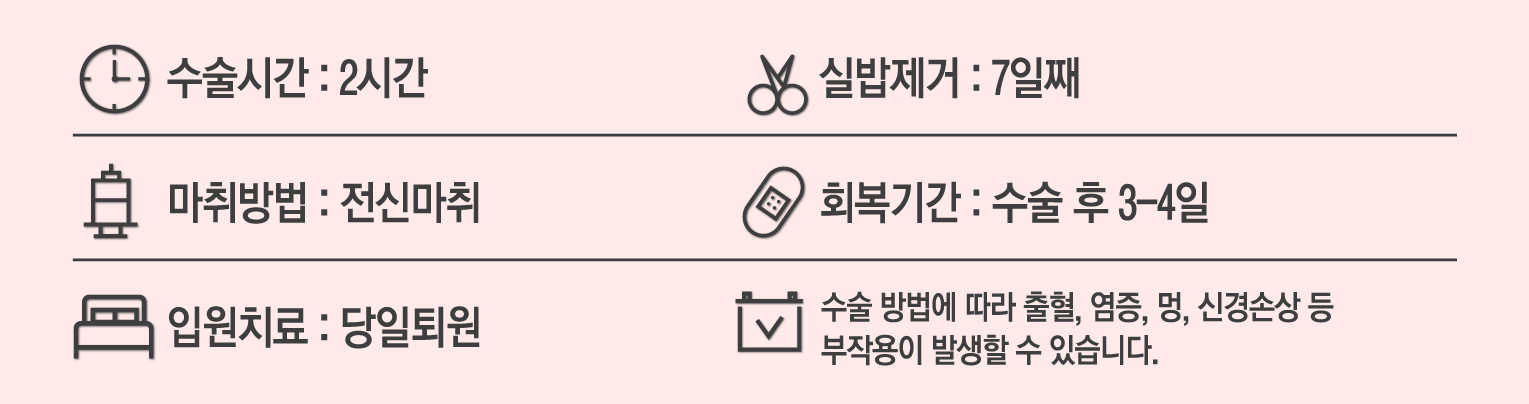 수술시간 : 2시간
실밥제거 : 7일째
마취방법 : 전신마취
회복기간 : 수술 후 3-4일
입원치료 : 당일퇴원
수술 방법에 따라 출혈, 염증, 멍, 신경손상 등
부작용이 발생할 수 있습니다.